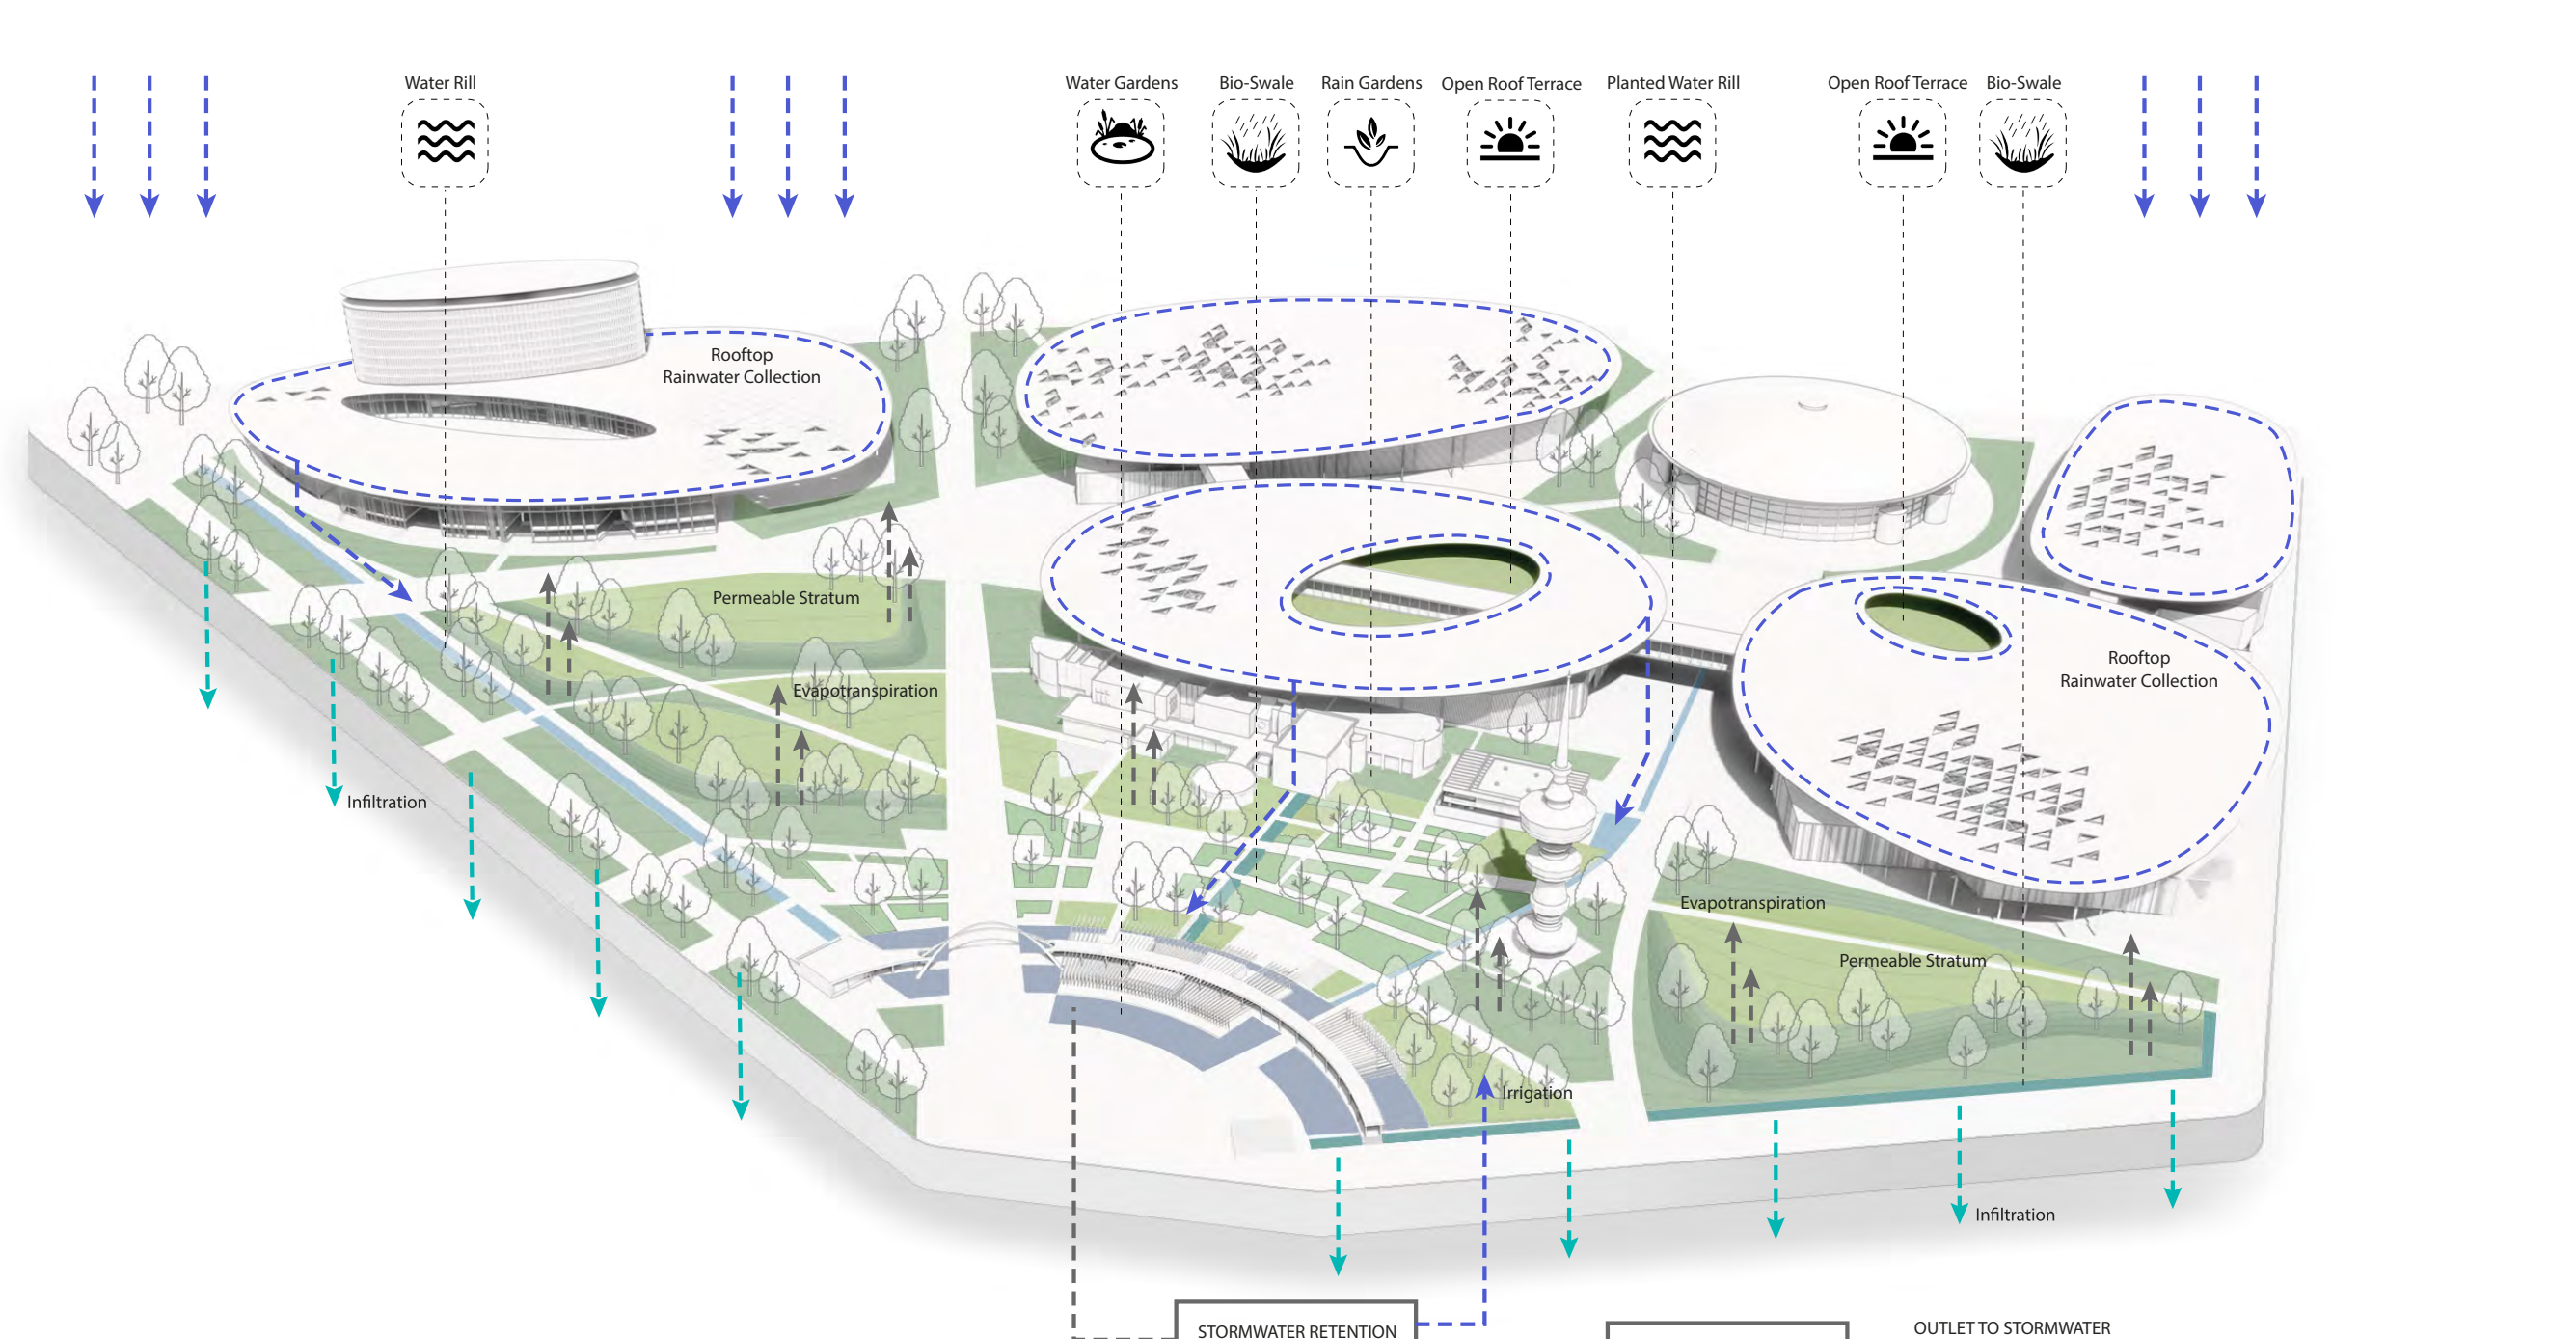 Water Rill
Water Gardens
Bio-Swale
Rain Gardens
Open Roof Terrace
Planted Water Rill
Open Roof Terrace
Bio-Swale
Rooftop
Rainwater Collection
Permeable Stratum
Evapotranspiration
Rooftop
Rainwater Collection
Infiltration
Evapotranspiration
Permeable Stratum
Irrigation
Infiltration
STORMWATER RETENTION
OUTLET TO STORMWATER